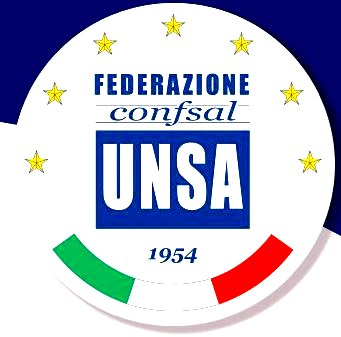 FEDERAZIONE
confsal
UNSA
1954